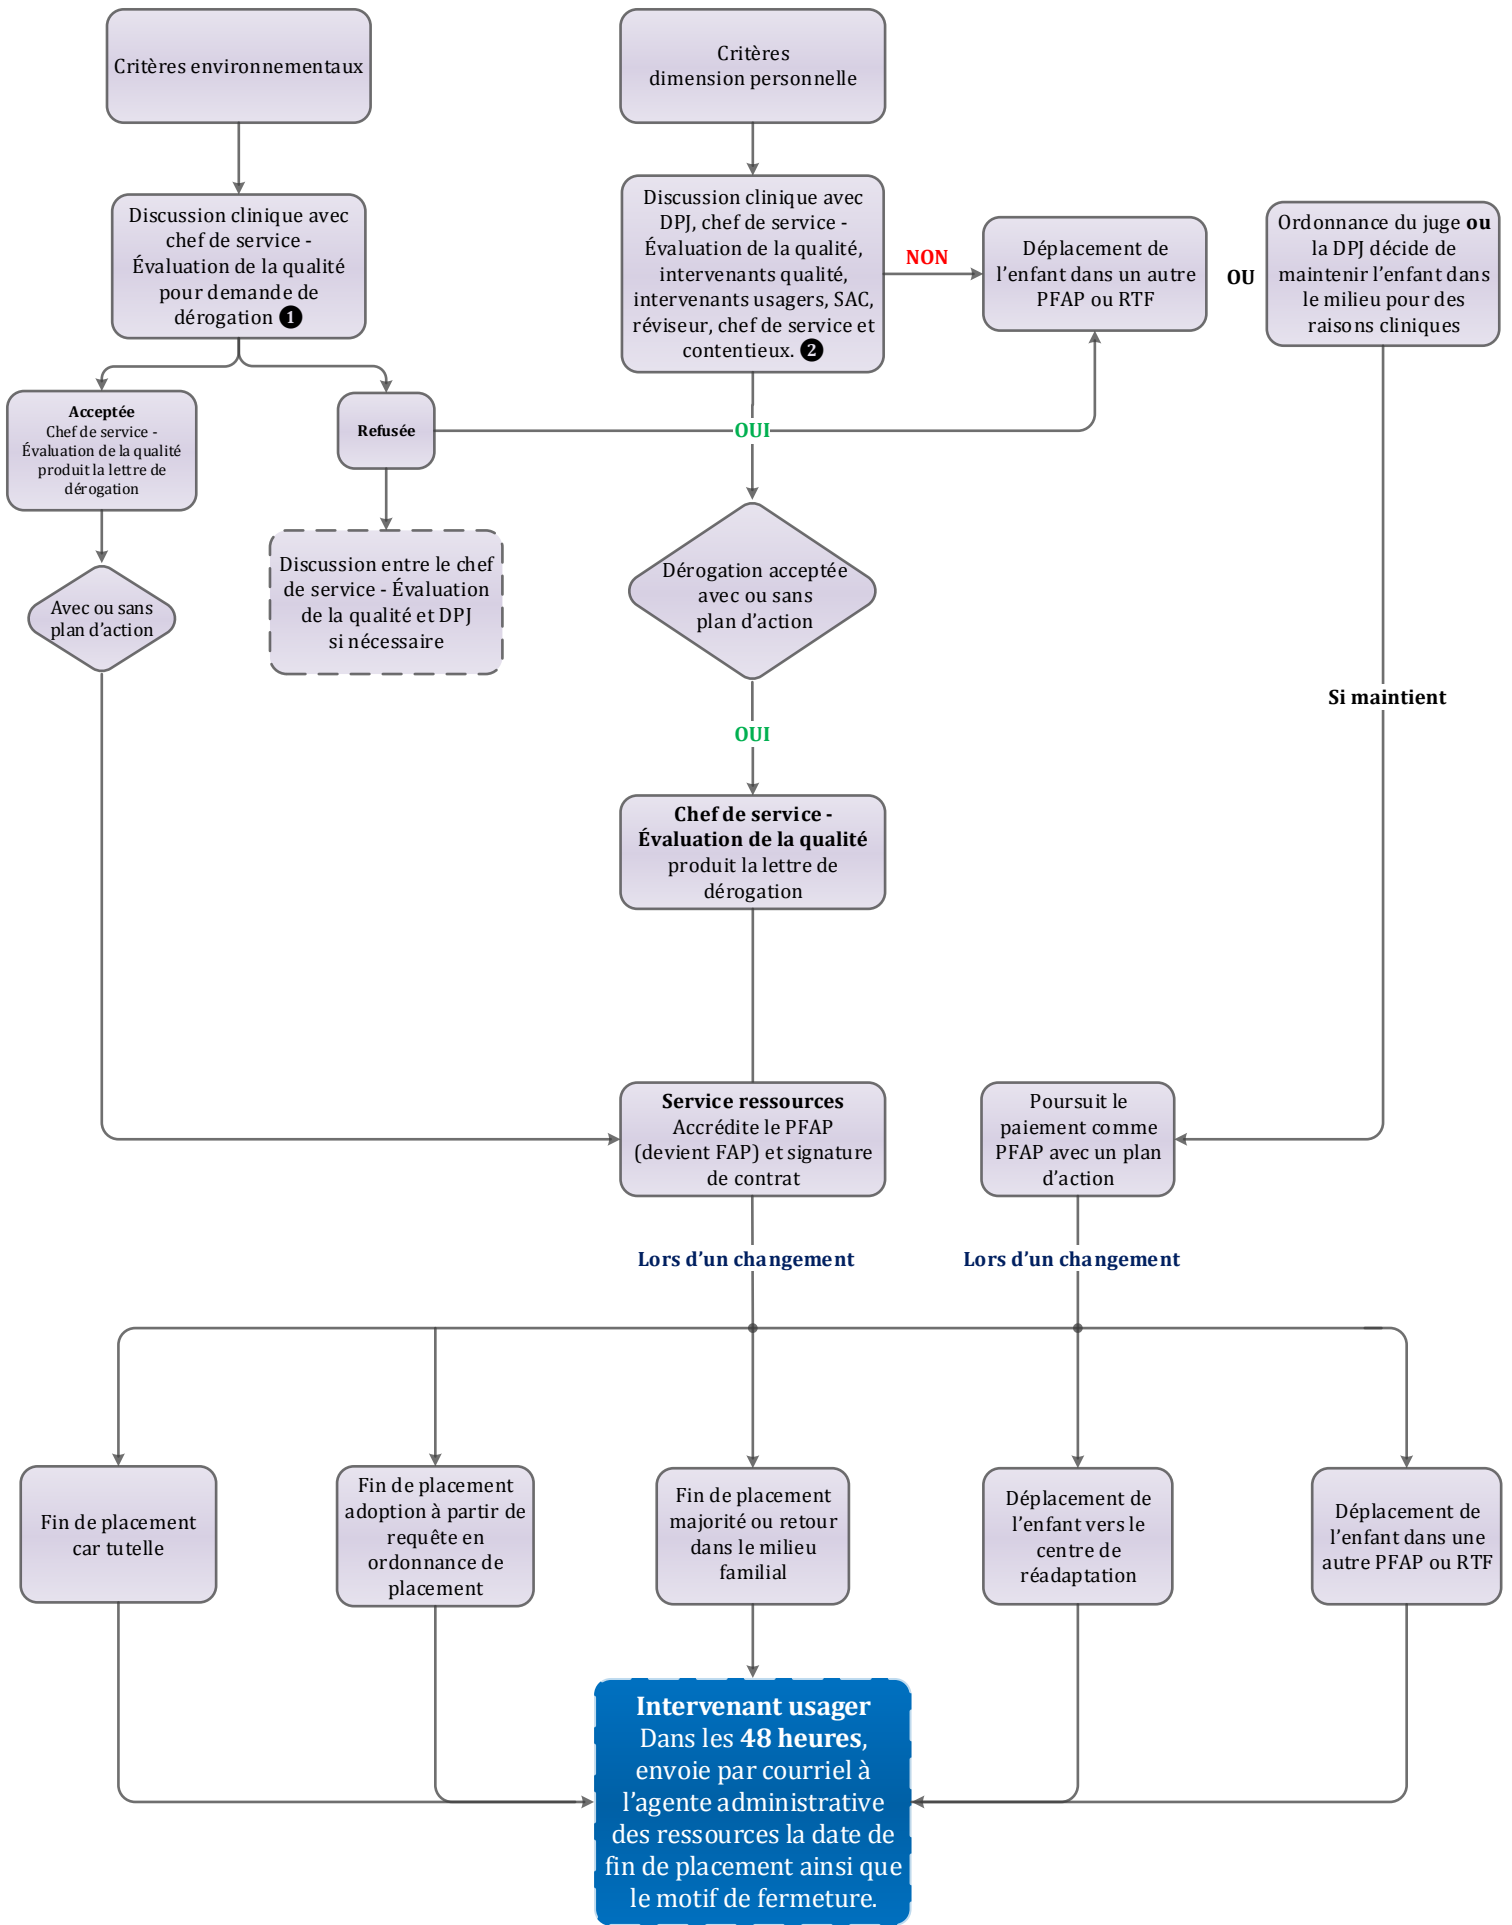 Critères environnementaux
Critères
dimension personnelle
Discussion clinique avec
chef de service -
Évaluation de la qualité
pour demande de
dérogation ❶
Discussion clinique avec
DPJ, chef de service -
Évaluation de la qualité,
intervenants qualité,
intervenants usagers, SAC,
réviseur, chef de service et
contentieux. ❷
NON
Déplacement de
l’enfant dans un autre
PFAP ou RTF
OU
Ordonnance du juge ou
la DPJ décide de
maintenir l’enfant dans
le milieu pour des
raisons cliniques
Acceptée
Chef de service -
Évaluation de la qualité
produit la lettre de
dérogation
Refusée
OUI
Avec ou sans
plan d’action
Discussion entre le chef
de service - Évaluation
de la qualité et DPJ
si nécessaire
Dérogation acceptée
avec ou sans
plan d’action
Si maintient
OUI
Chef de service -
Évaluation de la qualité
produit la lettre de
dérogation
Service ressources
Accrédite le PFAP
(devient FAP) et signature
de contrat
Poursuit le
paiement comme
PFAP avec un plan
d’action
Lors d’un changement
Lors d’un changement
Fin de placement
car tutelle
Fin de placement
adoption à partir de
requête en
ordonnance de
placement
Fin de placement
majorité ou retour
dans le milieu
familial
Déplacement de
l’enfant vers le
centre de
réadaptation
Déplacement de
l’enfant dans une
autre PFAP ou RTF
Intervenant usager
Dans les 48 heures,
envoie par courriel à
l’agente administrative
des ressources la date de
fin de placement ainsi que
le motif de fermeture.